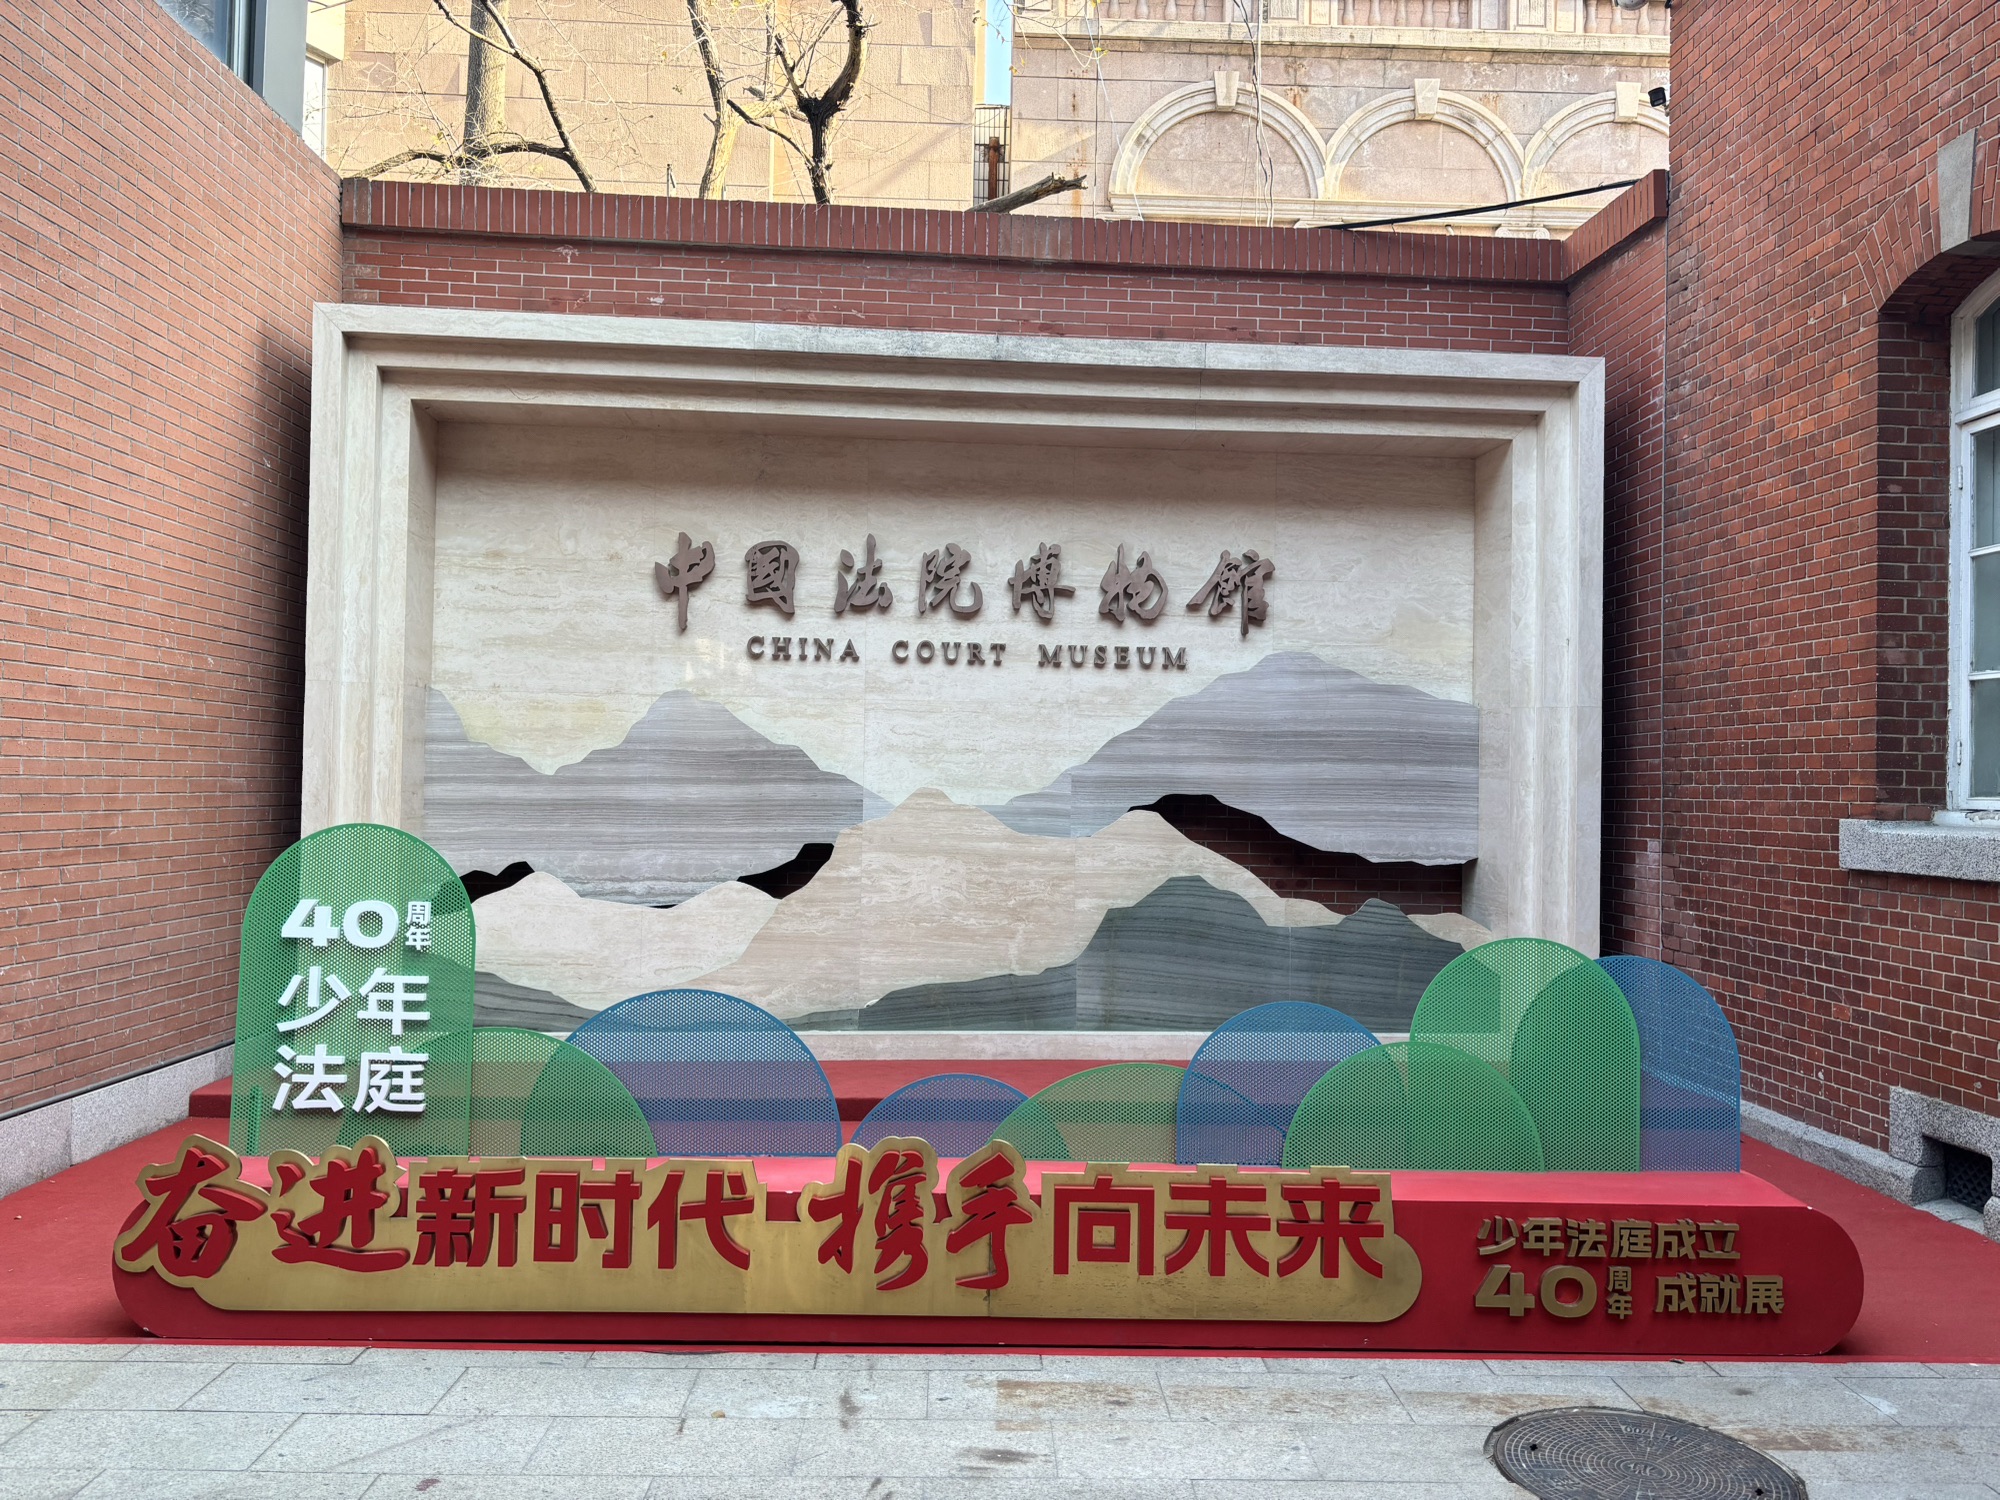 中國法院博物館
CHINA COURT MUSEUM
40周年
少年
法庭
奋进新时代 携手向未来
少年法庭成立
40周年 成就展